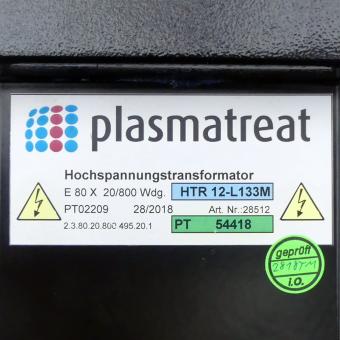 plasmatreat
Hochspannungstransformator
E 80 X 20/800 Wdg. HTR 12-L133M
PT02209 28/2018 Art. Nr.:28512
2.3.80.20.800 495.20.1 PT 54418
geprüft
i.o.